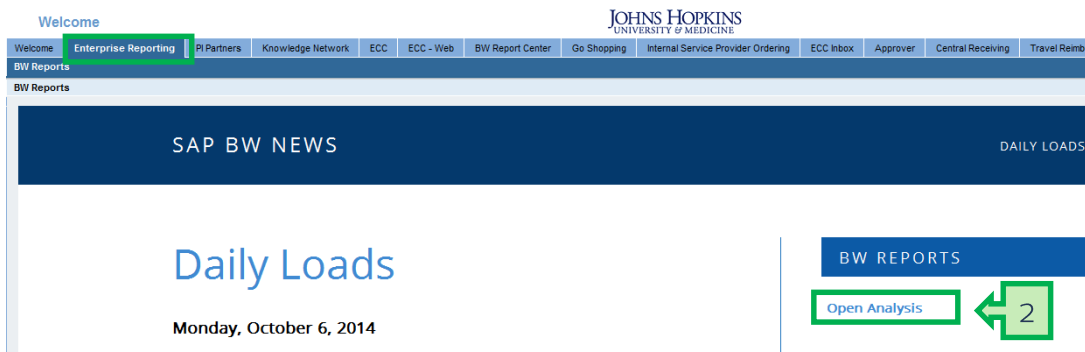 Welcome
JOHNS HOPKINS
UNIVERSITY & MEDICINE
Welcome Enterprise Reporting PI Partners Knowledge Network ECC ECC - Web BW Report Center Go Shopping Internal Service Provider Ordering ECC Inbox Approver Central Receiving Travel Reimb
BW Reports
BW Reports
SAP BW NEWS DAILY LOADS
Daily Loads
BW REPORTS
Open Analysis 2
Monday, October 6, 2014